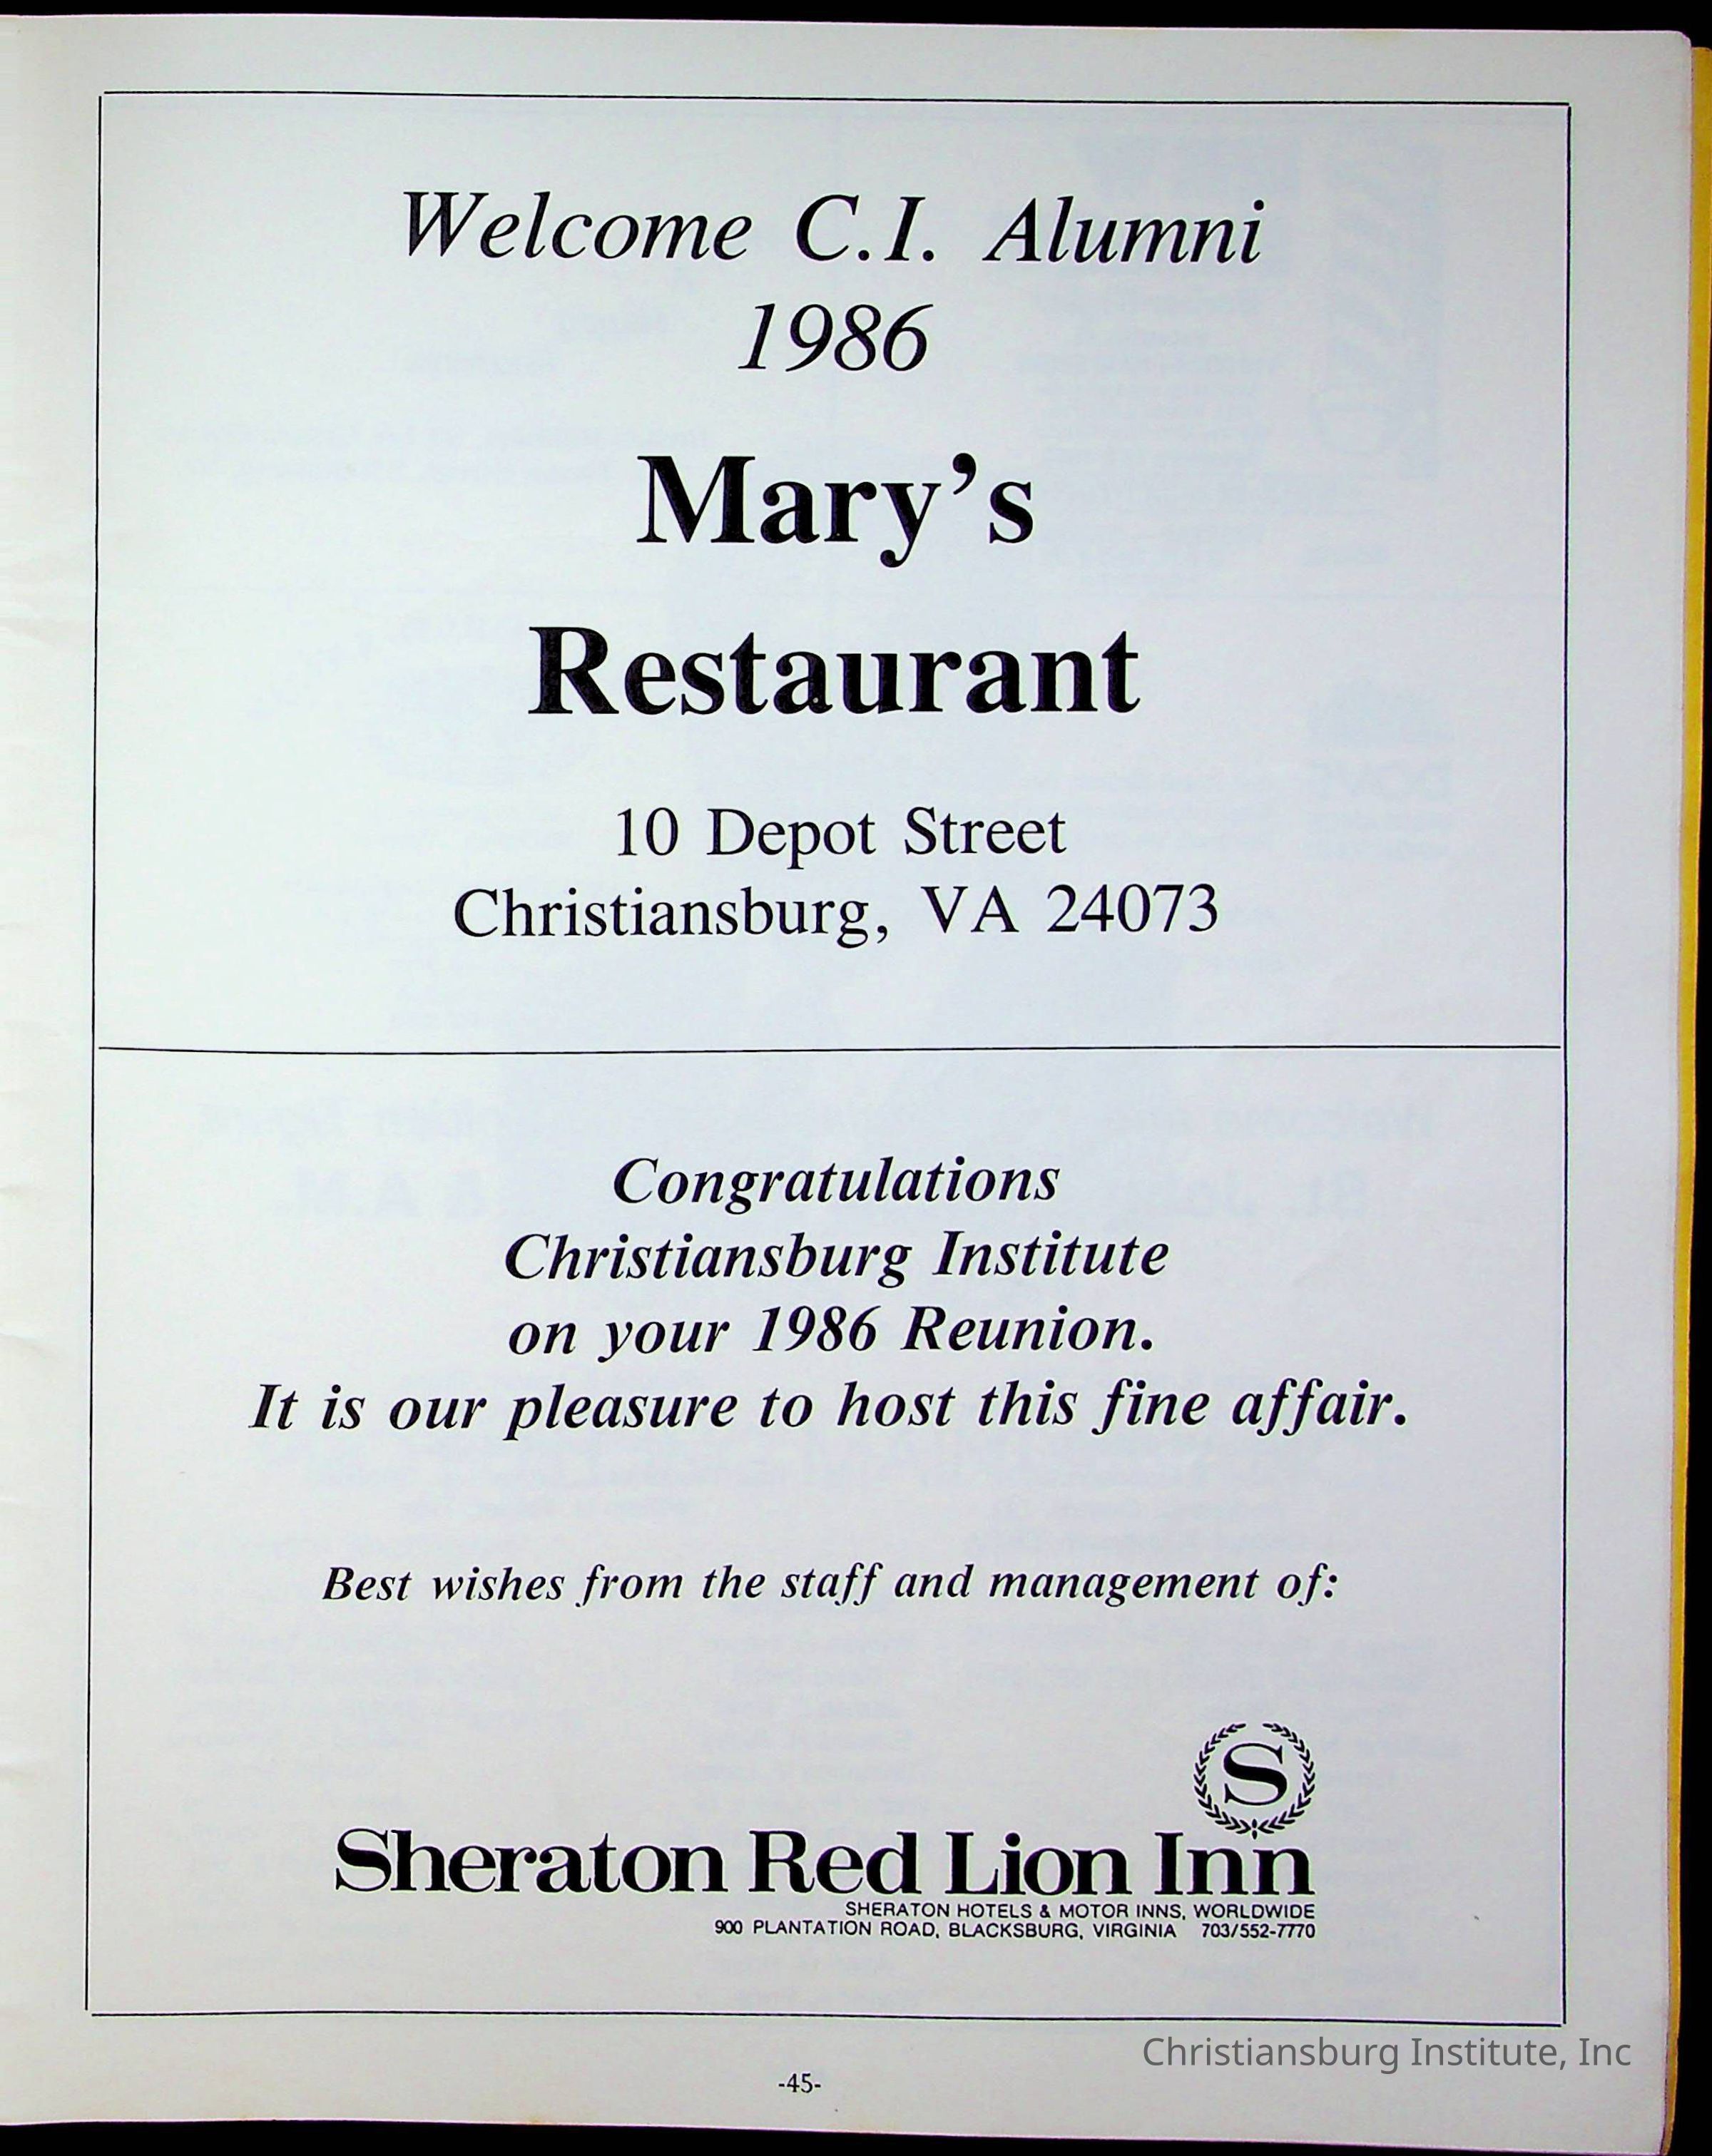 Welcome C.I. Alumni
1986
Mary's
Restaurant
10 Depot Street
Christiansburg, VA 24073
Congratulations
Christiansburg Institute
on your 1986 Reunion.
It is our pleasure to host this fine affair.
Best wishes from the staff and management of:
S
Sheraton Red Lion Inn
SHERATON HOTELS & MOTOR INNS, WORLDWIDE
900 PLANTATION ROAD, BLACKSBURG, VIRGINIA 703/552-7770
Christiansburg Institute, Inc
-45-